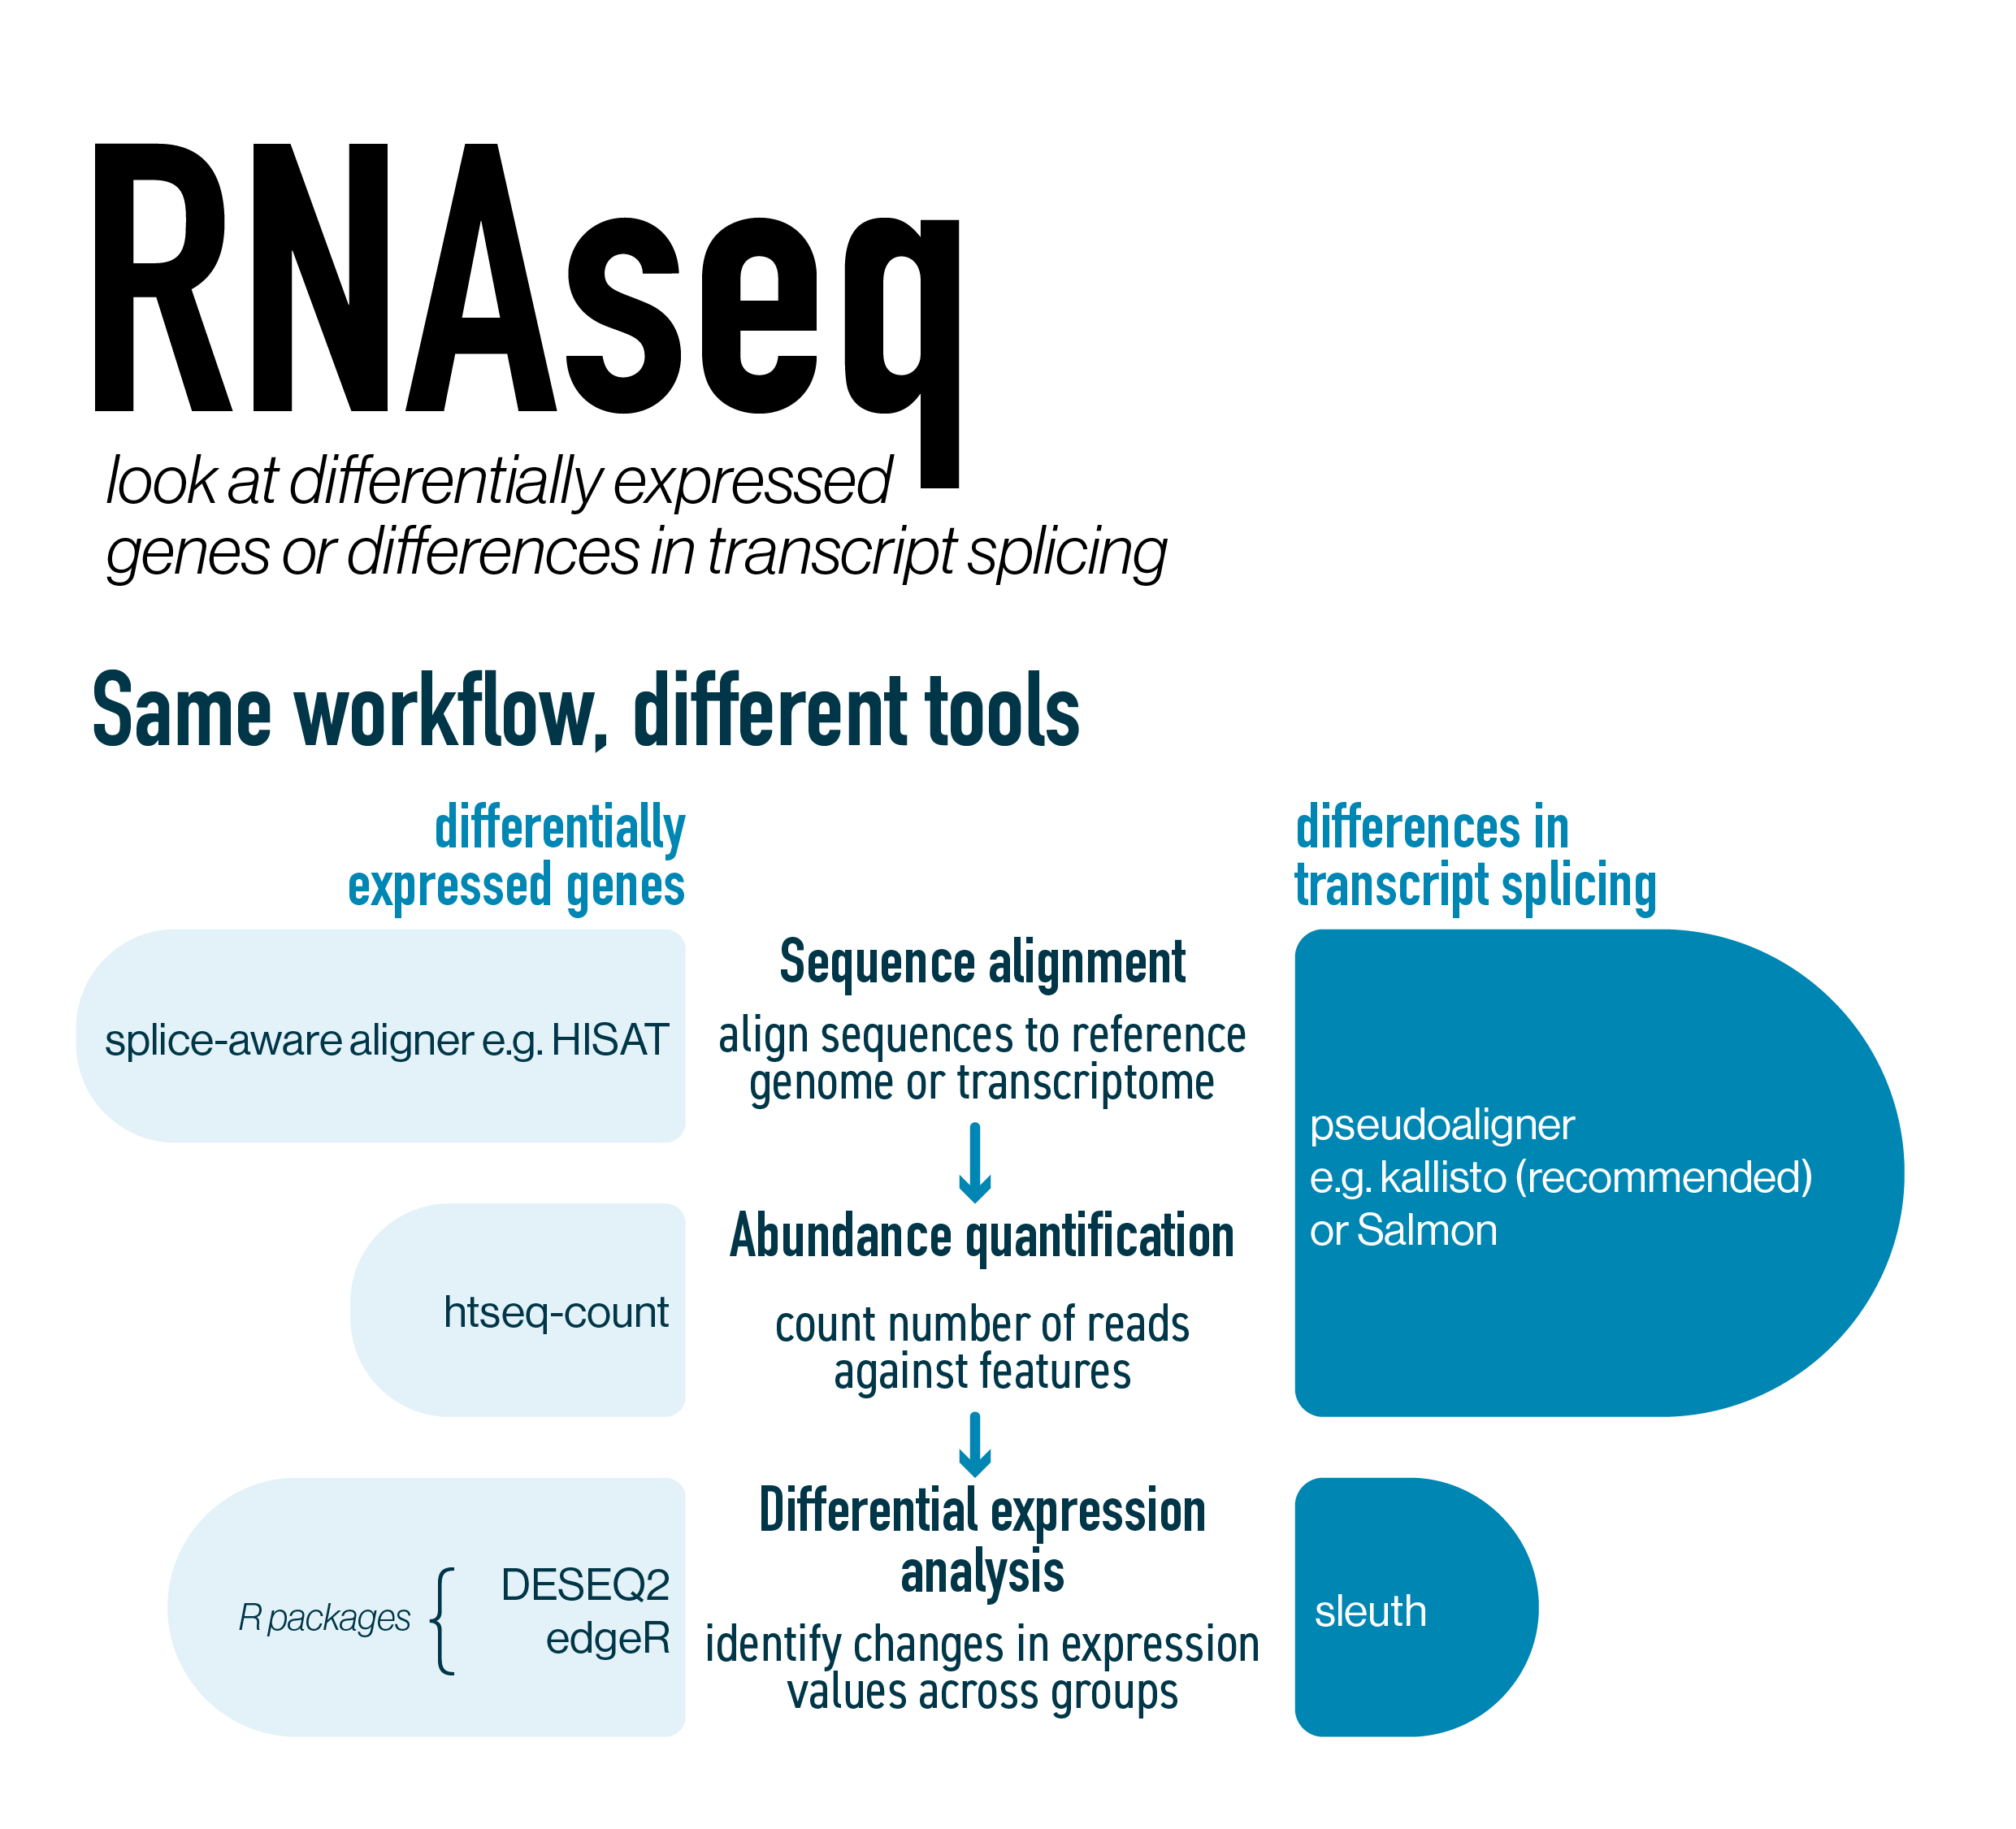 RNAseq
look at differentially expressed
genes or differences in transcript splicing
Same workflow, different tools
differentially
expressed genes
differences in
transcript splicing
splice-aware aligner e.g. HISAT
Sequence alignment
align sequences to reference
genome or transcriptome
pseudoaligner
e.g. kallisto (recommended)
or Salmon
htseq-count
Abundance quantification
count number of reads
against features
R packages
DESEQ2
edgeR
Differential expression
analysis
identify changes in expression
values across groups
sleuth